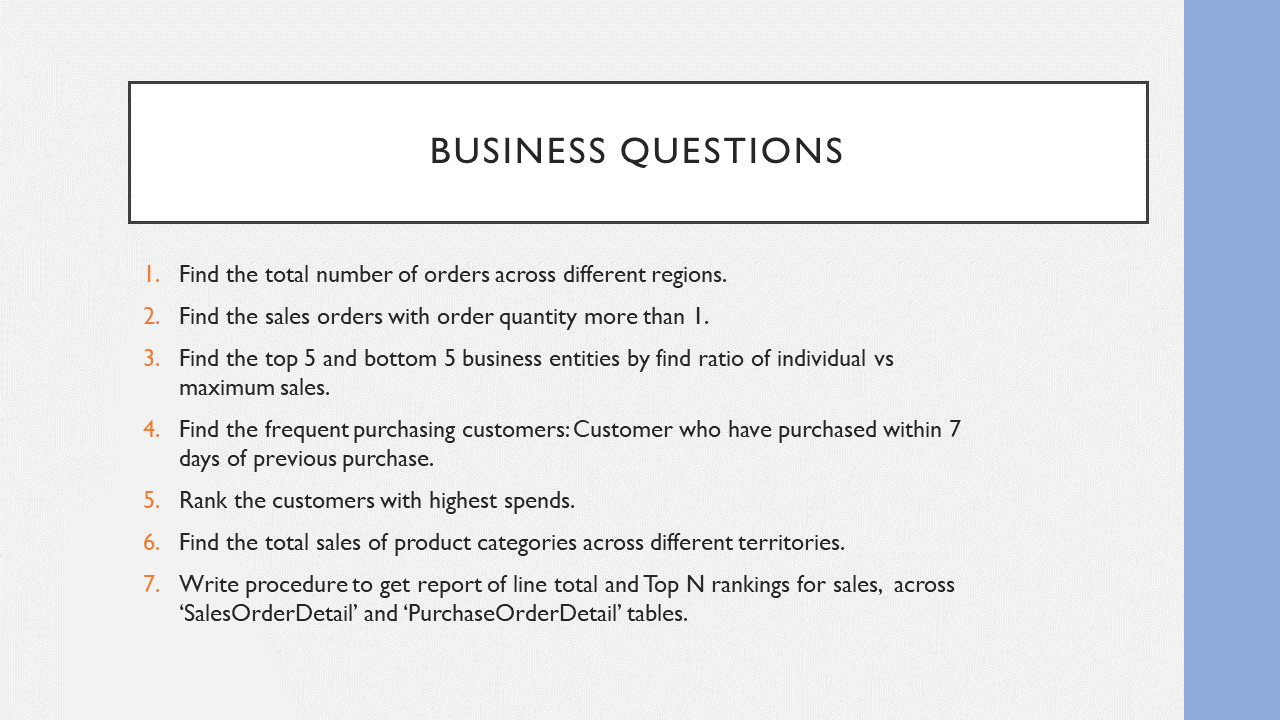 BUSINESS QUESTIONS
1. Find the total number of orders across different regions.
2. Find the sales orders with order quantity more than 1.
3. Find the top 5 and bottom 5 business entities by find ratio of individual vs
maximum sales.
4. Find the frequent purchasing customers: Customer who have purchased within 7
days of previous purchase.
5. Rank the customers with highest spends.
6. Find the total sales of product categories across different territories.
7. Write procedure to get report of line total and Top N rankings for sales,  across
‘SalesOrderDetail’ and ‘PurchaseOrderDetail’ tables.